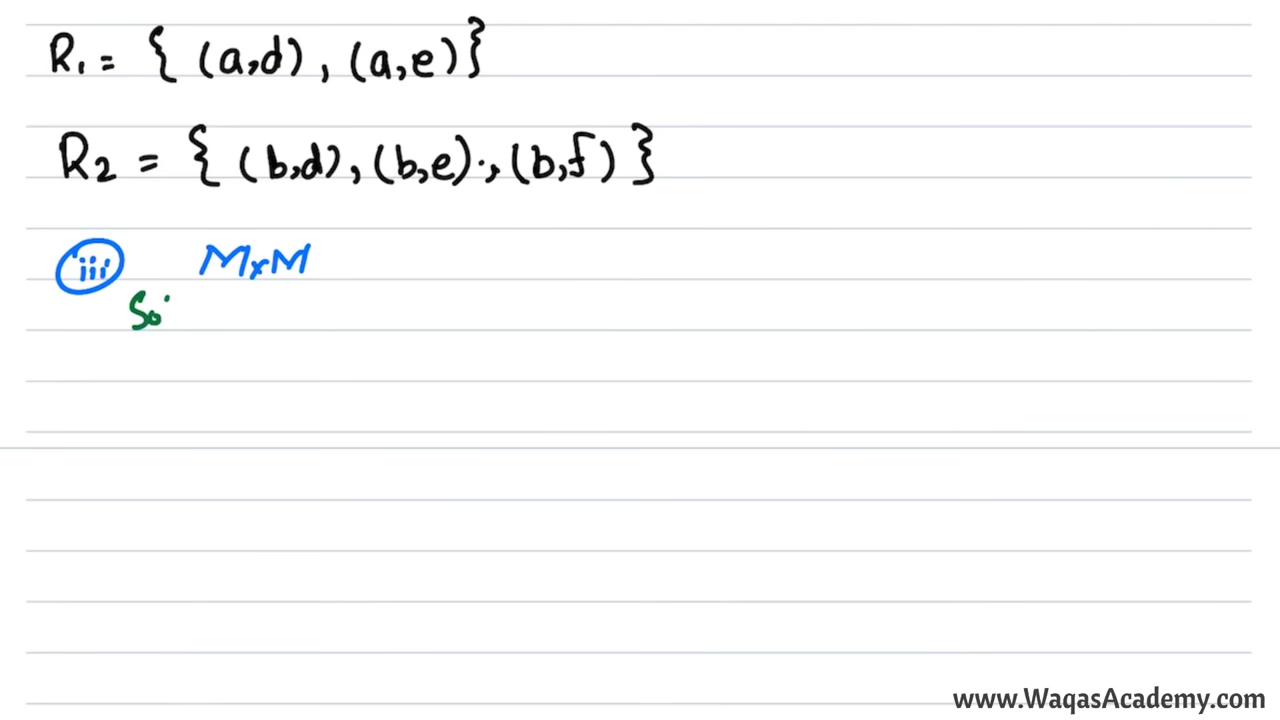 R₁ = { (a,d) , (a,e) }
R₂ = { (b,d) , (b,e) ·, (b,f) }
iii M×M
So
www.WaqasAcademy.com